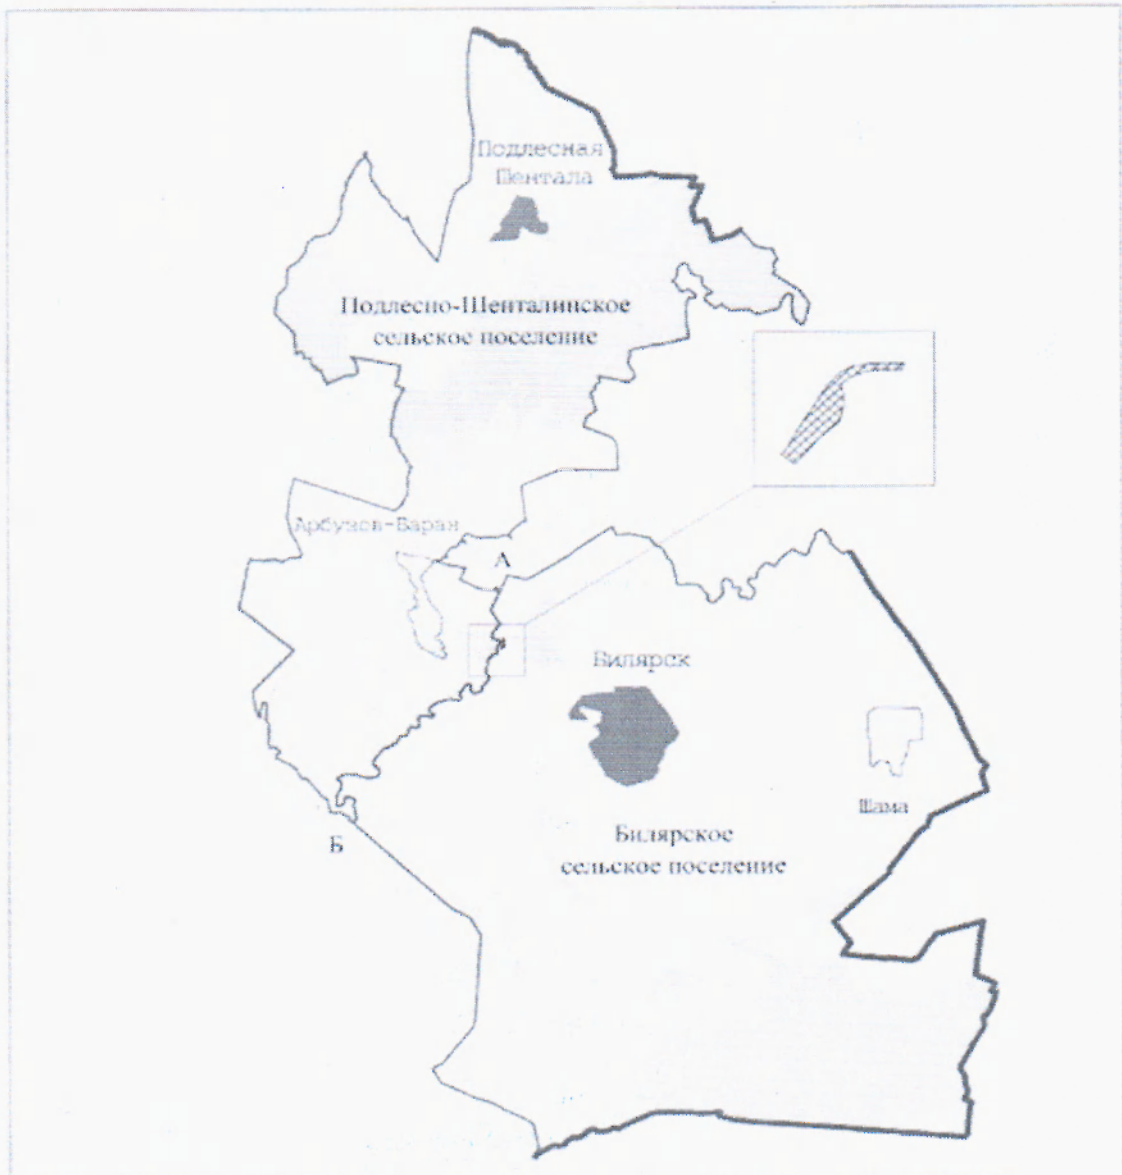 Подлесная
Шентала
Подлесно-Шенталинское
сельское поселение
Арбузов-Баран
А
Билярск
Шама
Билярское
сельское поселение
Б